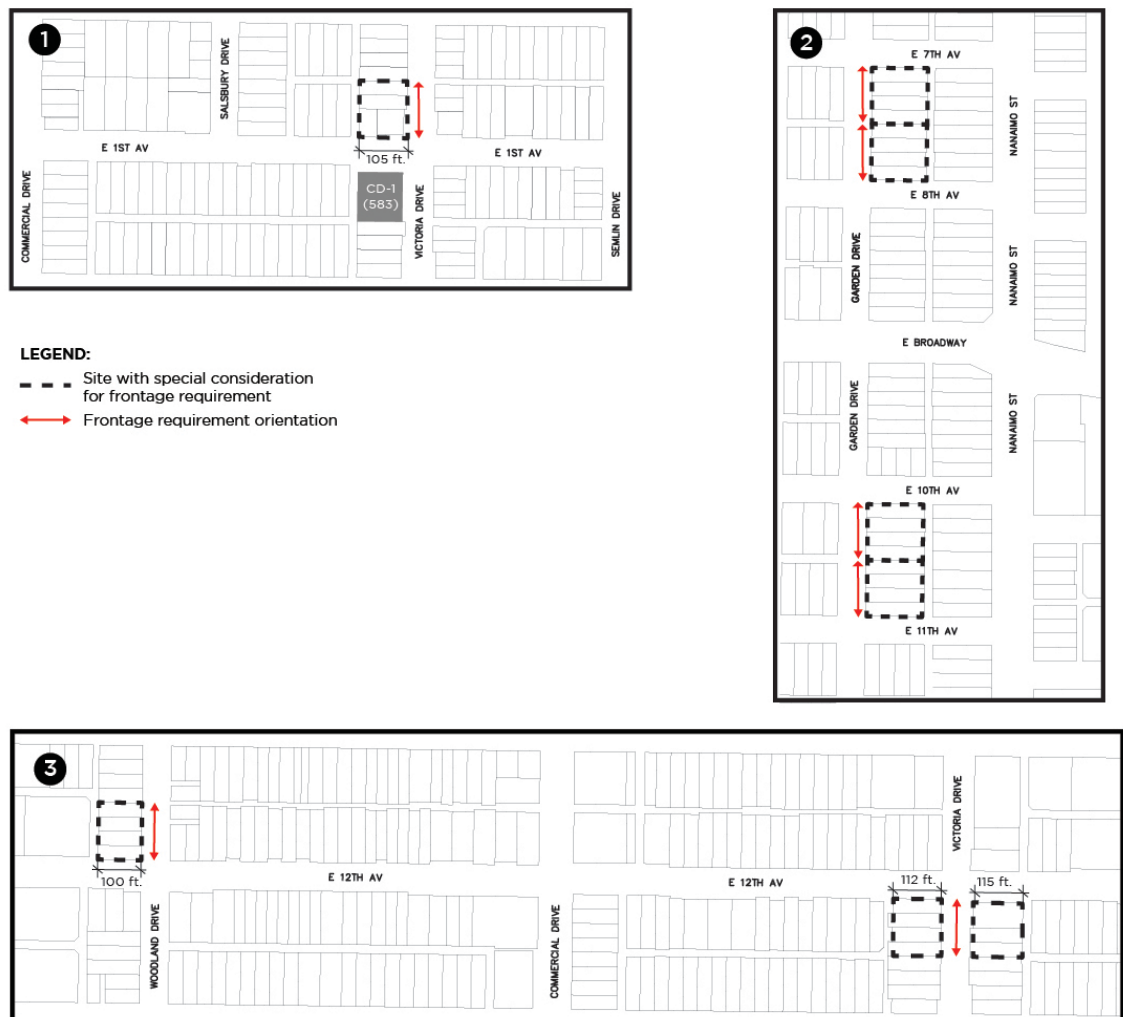 1
SALSBURY DRIVE
E 1ST AV
E 1ST AV
105 ft.
CD-1
(583)
COMMERCIAL DRIVE
VICTORIA DRIVE
SEMLIN DRIVE
LEGEND:
Site with special consideration
for frontage requirement
Frontage requirement orientation
2
E 7TH AV
NANAIMO ST
E 8TH AV
GARDEN DRIVE
NANAIMO ST
E BROADWAY
GARDEN DRIVE
NANAIMO ST
E 10TH AV
E 11TH AV
3
VICTORIA DRIVE
100 ft.
E 12TH AV
E 12TH AV
112 ft.
115 ft.
WOODLAND DRIVE
COMMERCIAL DRIVE